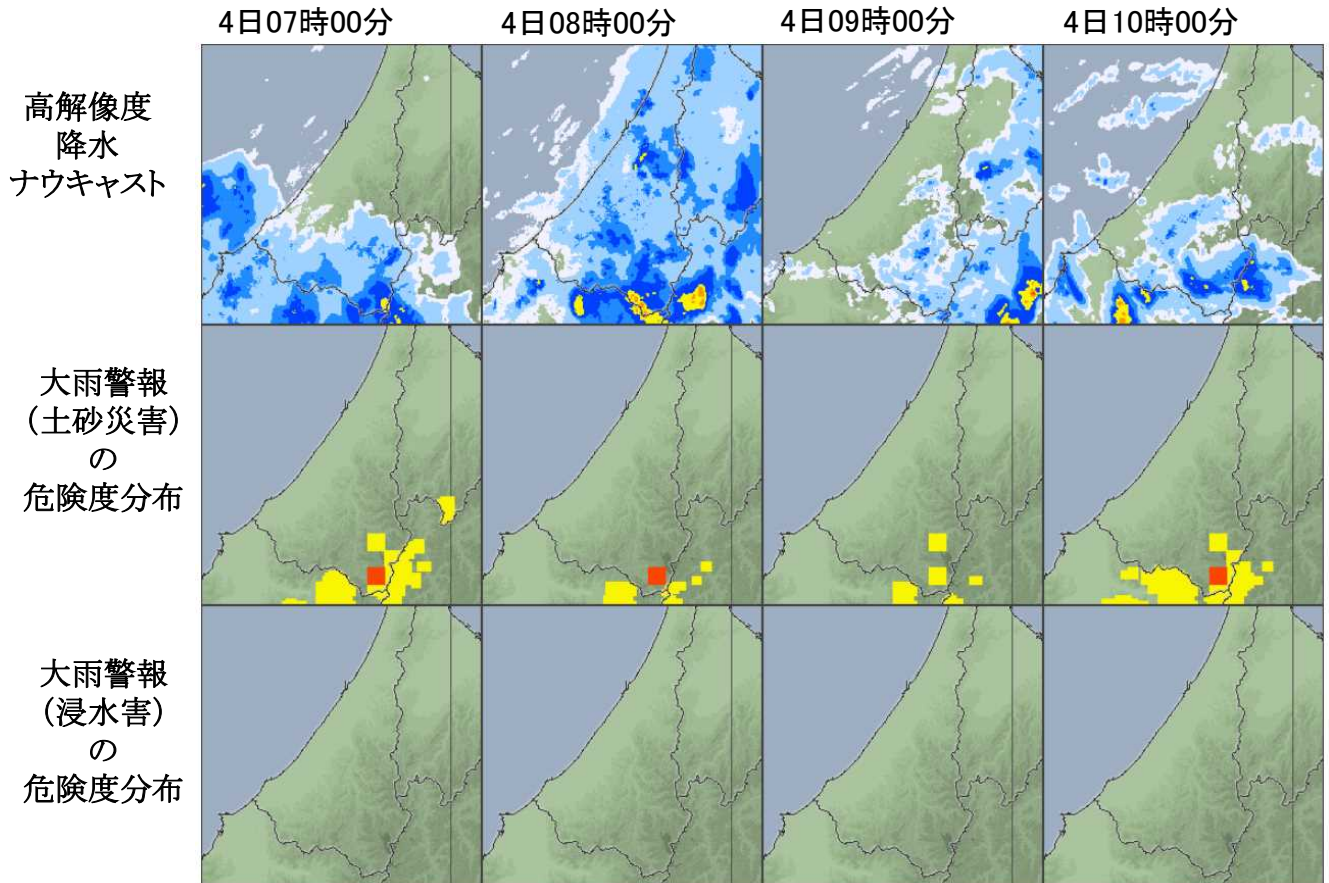 4日07時00分
4日08時00分
4日09時00分
4日10時00分
高解像度
降水
ナウキャスト
大雨警報
（土砂災害）
の
危険度分布
大雨警報
（浸水害）
の
危険度分布